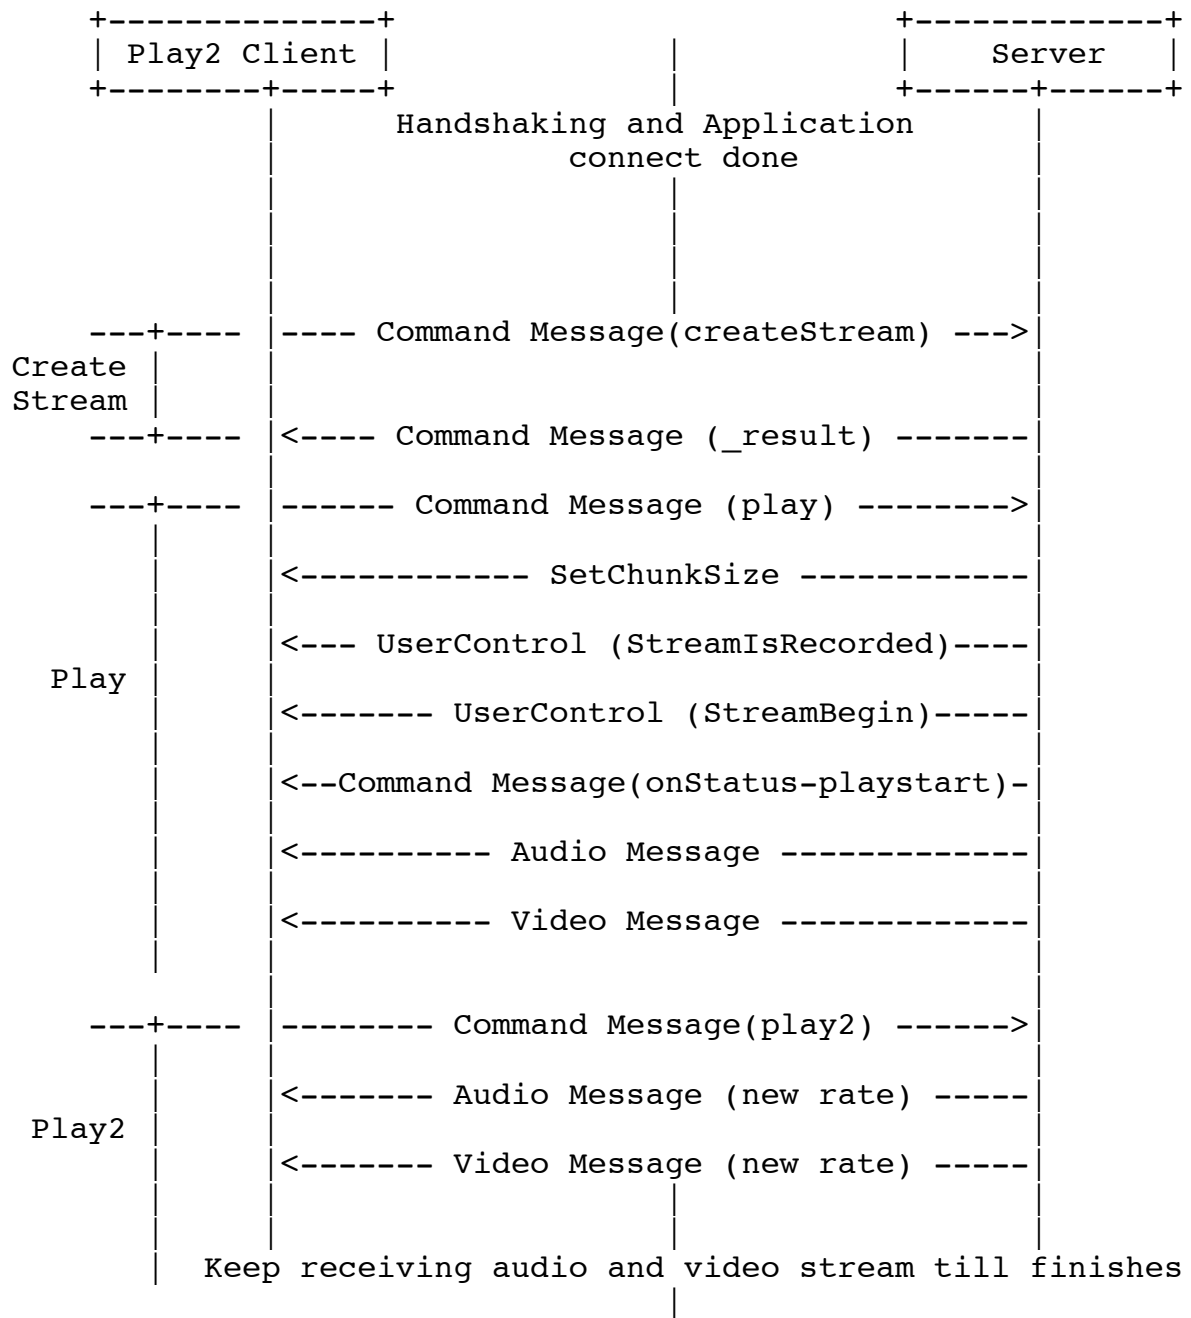 Play2 Client Server
Handshaking and Application
connect done
---+---- |---- Command Message(createStream) --->|
Create
Stream
---+---- |<---- Command Message (_result) -------|
---+---- |------ Command Message (play) -------->|
|<------------ SetChunkSize ------------|
|<--- UserControl (StreamIsRecorded)----|
Play
|<------- UserControl (StreamBegin)-----|
|<--Command Message(onStatus-playstart)-|
|<---------- Audio Message -------------|
|<---------- Video Message -------------|
---+---- |-------- Command Message(play2) ------>|
|<------- Audio Message (new rate) -----|
Play2
|<------- Video Message (new rate) -----|
Keep receiving audio and video stream till finishes